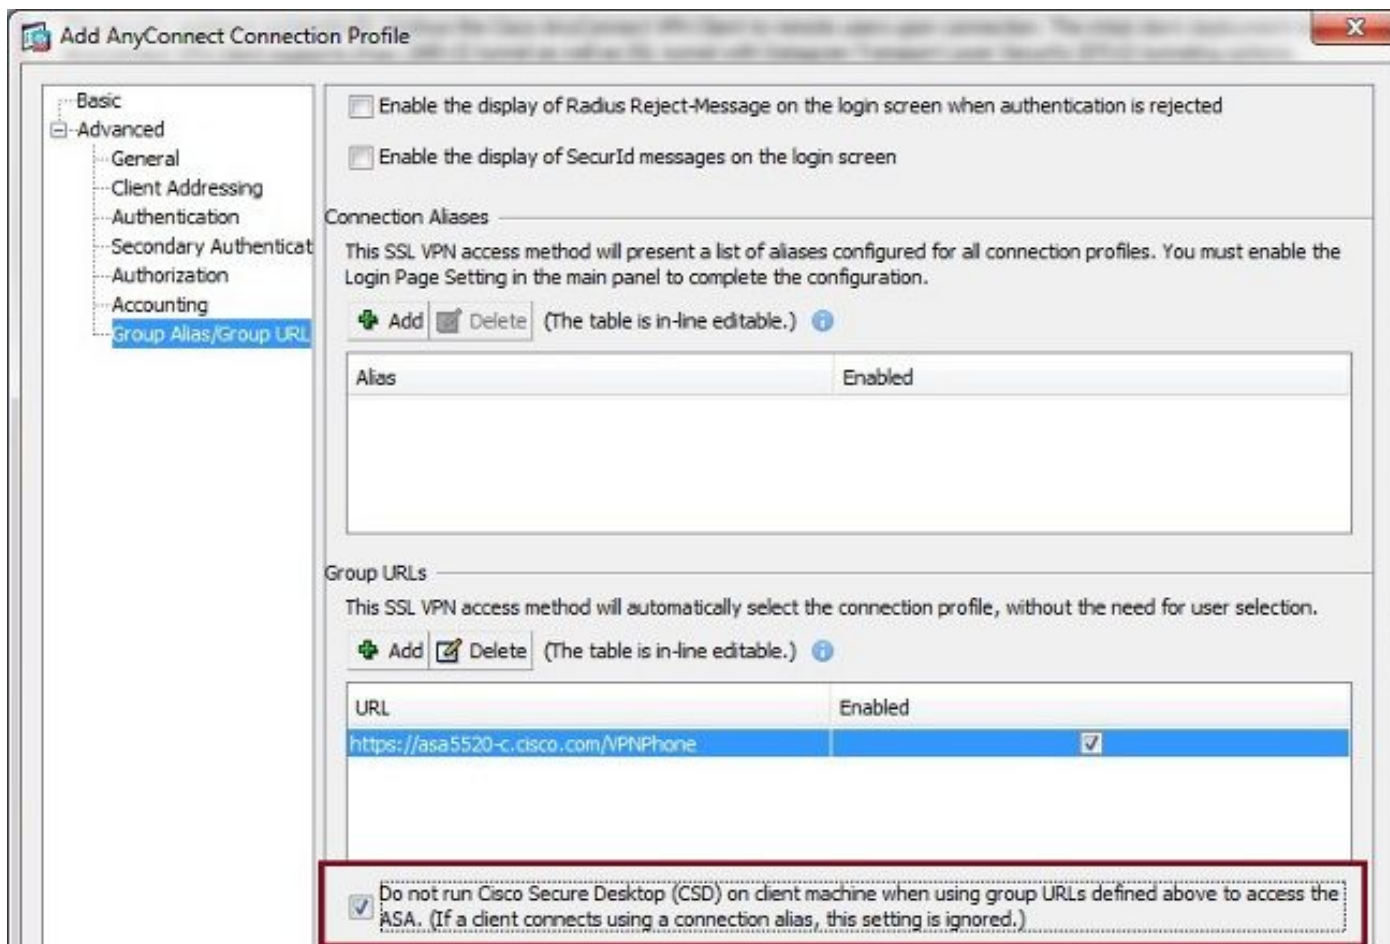 Add AnyConnect Connection Profile
Basic
Advanced
General
Client Addressing
Authentication
Secondary Authenticat
Authorization
Accounting
Group Alias/Group URL
Enable the display of Radius Reject-Message on the login screen when authentication is rejected
Enable the display of SecurId messages on the login screen
Connection Aliases
This SSL VPN access method will present a list of aliases configured for all connection profiles. You must enable the
Login Page Setting in the main panel to complete the configuration.
Add Delete (The table is in-line editable.)
Alias Enabled
Group URLs
This SSL VPN access method will automatically select the connection profile, without the need for user selection.
Add Delete (The table is in-line editable.)
URL Enabled
https://asa5520-c.cisco.com/VPNPhone
Do not run Cisco Secure Desktop (CSD) on client machine when using group URLs defined above to access the
ASA. (If a client connects using a connection alias, this setting is ignored.)